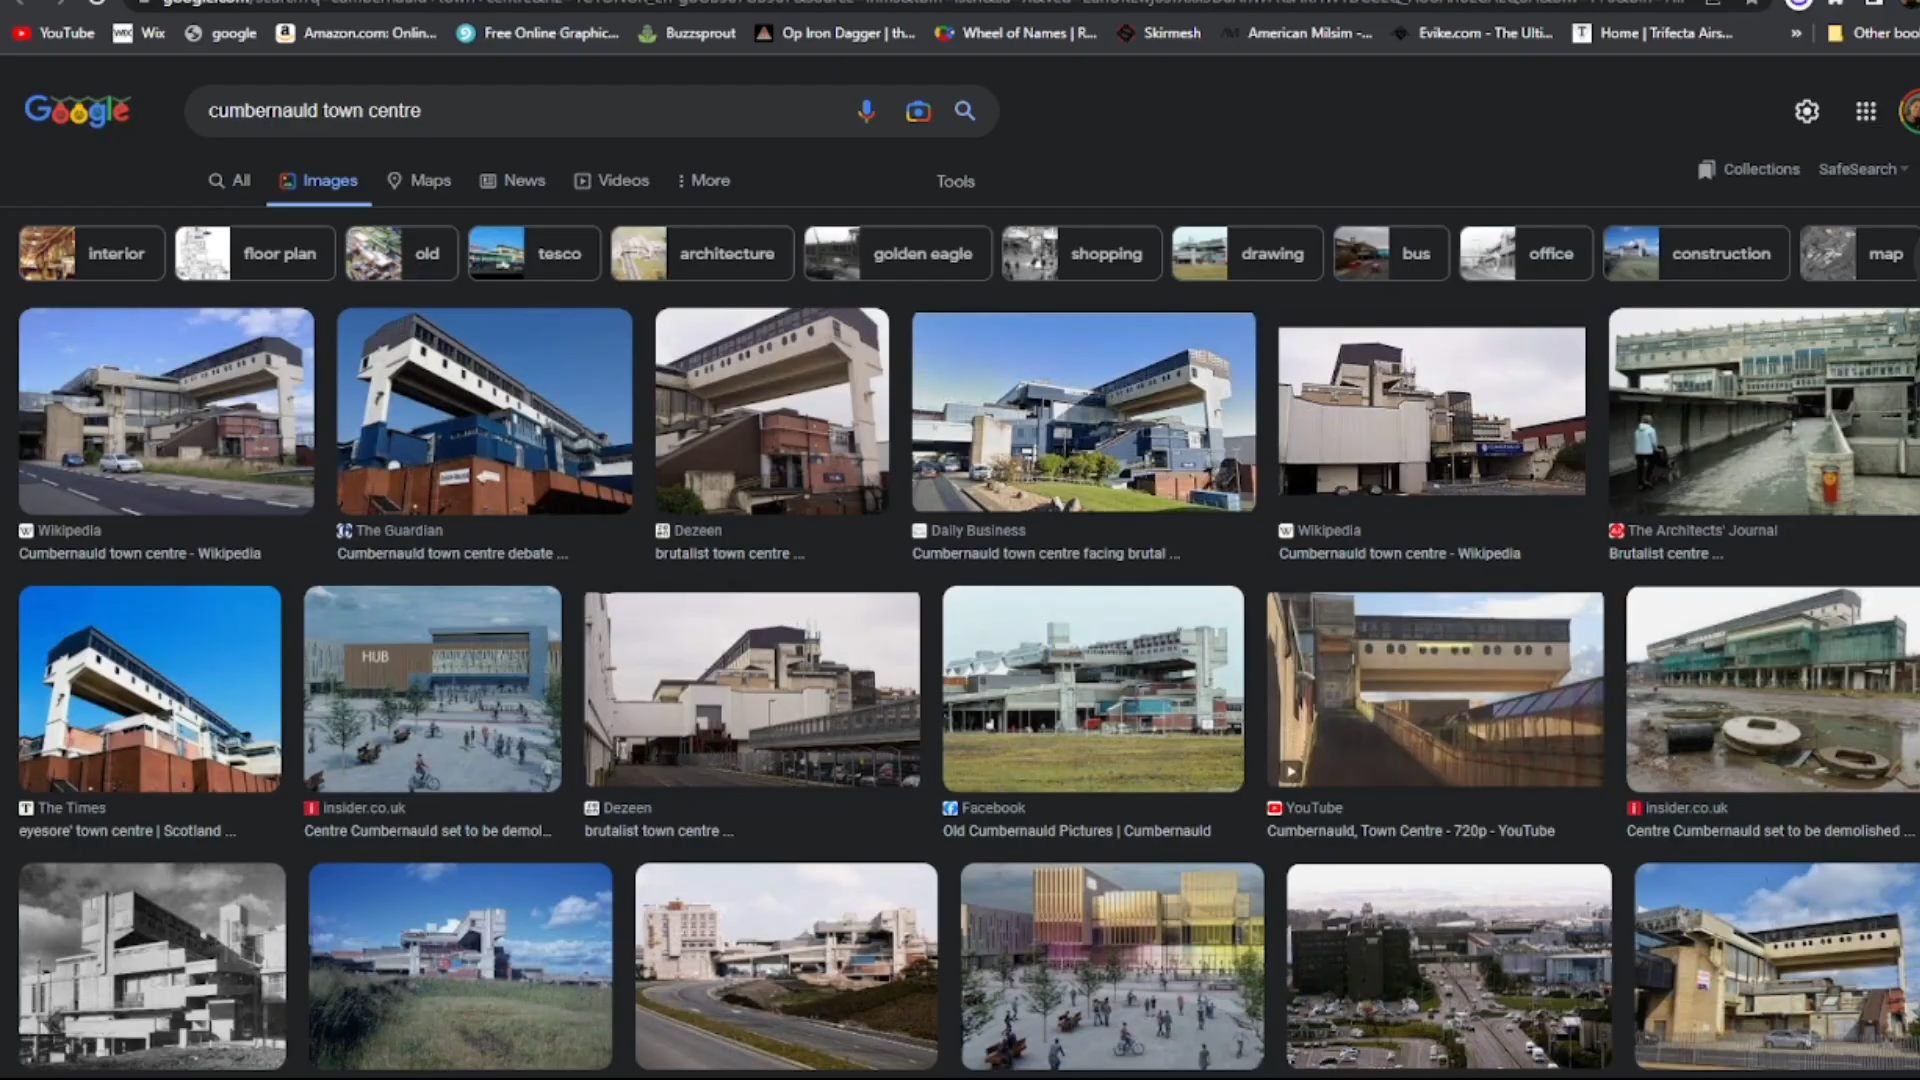 YouTube Wix google Amazon.com: Onlin... Free Online Graphic... Buzzsprout Op Iron Dagger | th... Wheel of Names | R... Skirmesh American Milsim -... Evike.com - The Ulti... Home | Trifecta Airs... » Other
Google cumbernauld town centre
All Images Maps News Videos More Tools Collections SafeSearch
interior floor plan old tesco architecture golden eagle shopping drawing bus office construction map
Wikipedia The Guardian Dezeen Daily Business Wikipedia The Architects' Journal
Cumbernauld town centre - Wikipedia Cumbernauld town centre debate ... brutalist town centre ... Cumbernauld town centre facing brutal ... Cumbernauld town centre - Wikipedia Brutalist centre ...
HUB
The Times insider.co.uk Dezeen Facebook YouTube insider.co.uk
eyesore' town centre | Scotland ... Centre Cumbernauld set to be demol... brutalist town centre ... Old Cumbernauld Pictures | Cumbernauld Cumbernauld, Town Centre - 720p - YouTube Centre Cumbernauld set to be demolished ...